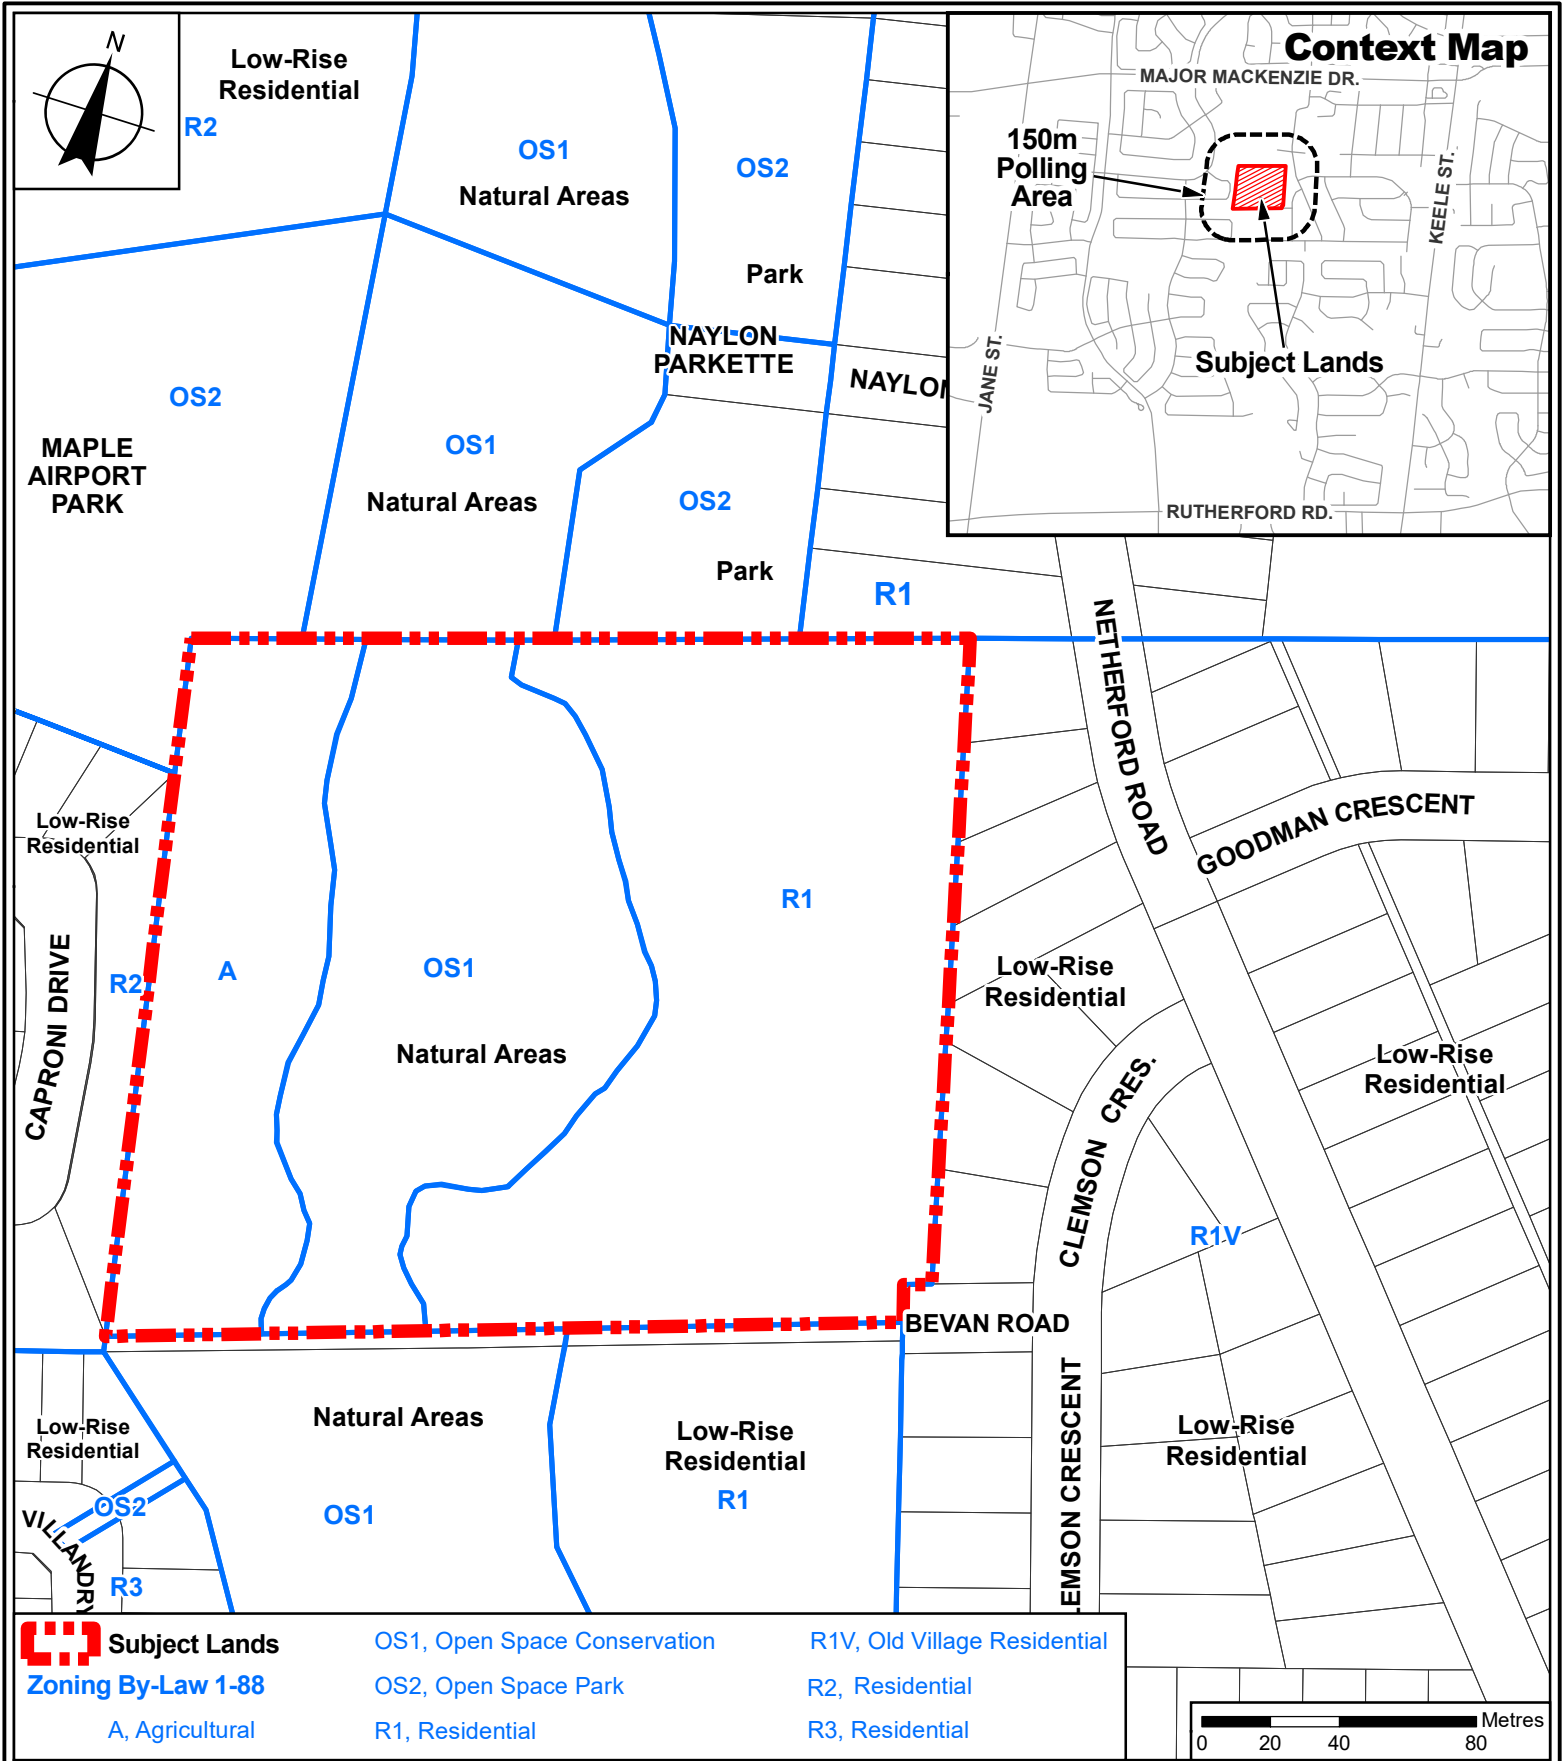 N
Low-Rise
Residential
R2
OS1
Natural Areas
OS2
Park
Context Map
MAJOR MACKENZIE DR.
150m
Polling
Area
KEELE ST.
JANE ST.
Subject Lands
RUTHERFORD RD.
NAYLON
PARKETTE
OS2
MAPLE
AIRPORT
PARK
OS1
Natural Areas
OS2
Park
R1
NETHERFORD ROAD
GOODMAN CRESCENT
Low-Rise
Residential
CAPRONI DRIVE
R2
A
OS1
Natural Areas
R1
Low-Rise
Residential
Low-Rise
Residential
CLEMSON CRES.
R1V
BEVAN ROAD
Natural Areas
OS1
Low-Rise
Residential
R1
Low-Rise
Residential
Low-Rise
Residential
OS2
VILLANDRY
R3
Subject Lands
Zoning By-Law 1-88
A, Agricultural
OS1, Open Space Conservation
OS2, Open Space Park
R1, Residential
R1V, Old Village Residential
R2, Residential
R3, Residential
Metres
0 20 40 80